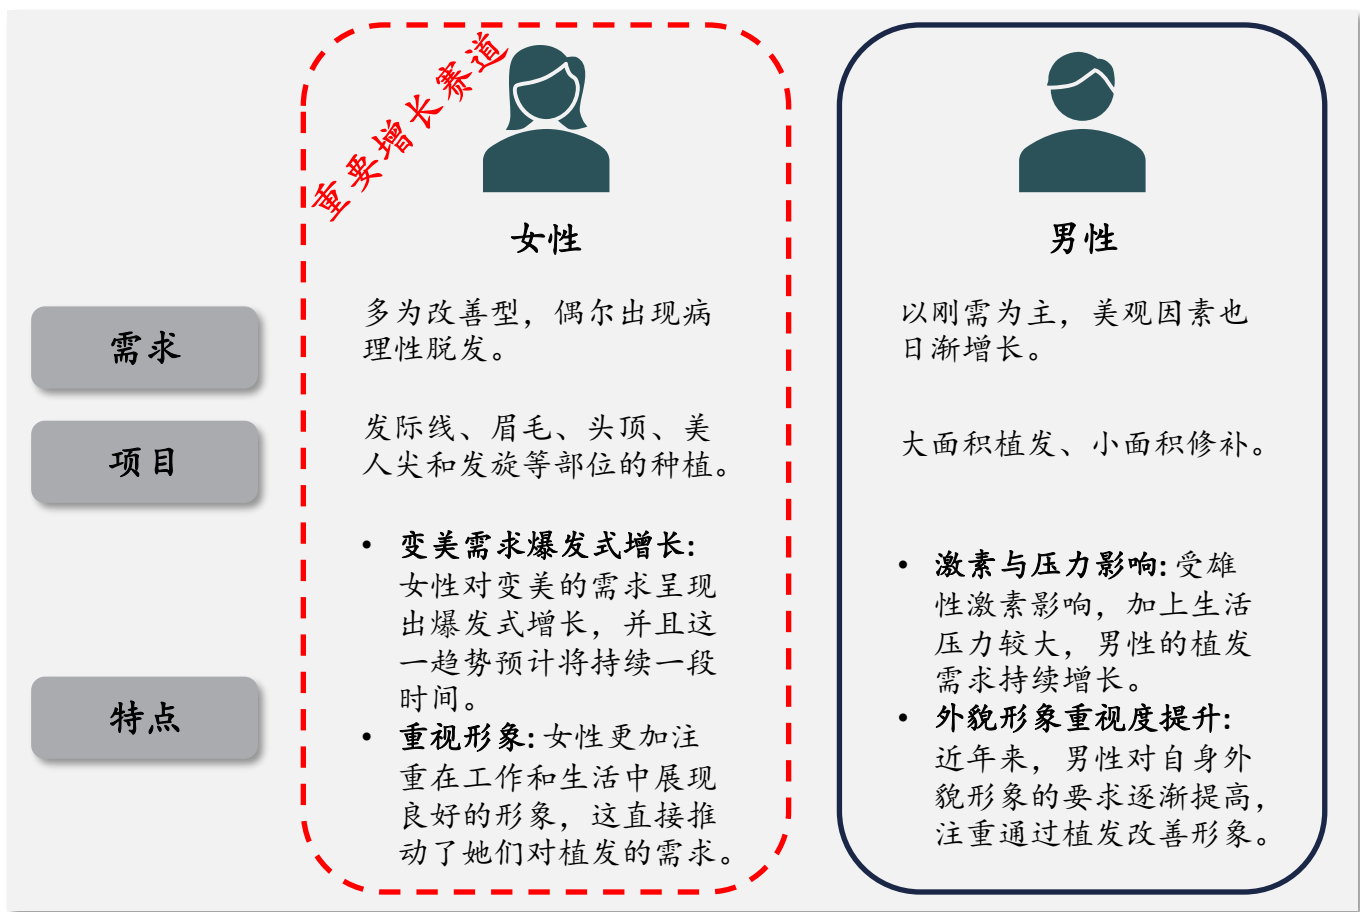 重要增长赛道
女性
男性
需求
多为改善型，偶尔出现病
理性脱发。
以刚需为主，美观因素也
日渐增长。
项目
发际线、眉毛、头顶、美
人尖和发旋等部位的种植。
大面积植发、小面积修补。
特点
• 变美需求爆发式增长:
女性对变美的需求呈现
出爆发式增长，并且这
一趋势预计将持续一段
时间。
• 重视形象: 女性更加注
重在工作和生活中展现
良好的形象，这直接推
动了她们对植发的需求。
• 激素与压力影响: 受雄
性激素影响，加上生活
压力较大，男性的植发
需求持续增长。
• 外貌形象重视度提升:
近年来，男性对自身外
貌形象的要求逐渐提高，
注重通过植发改善形象。